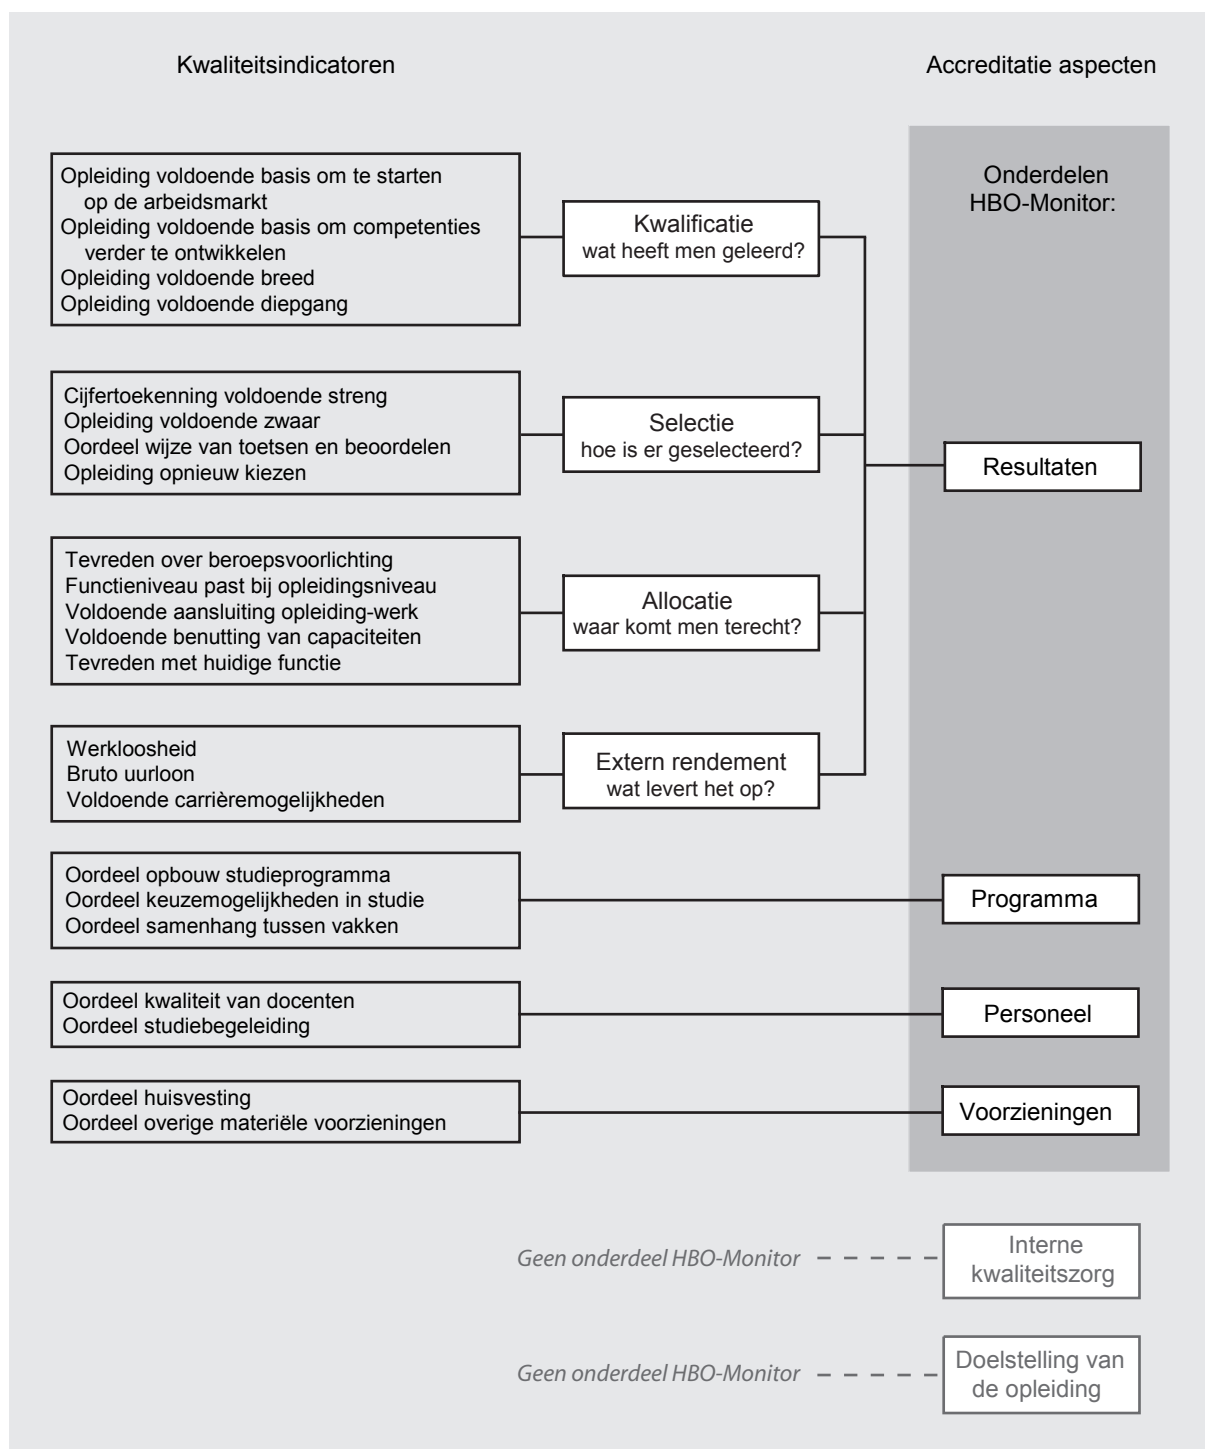 Kwaliteitsindicatoren
Accreditatie aspecten
Onderdelen
HBO-Monitor:
Opleiding voldoende basis om te starten
op de arbeidsmarkt
Opleiding voldoende basis om competenties
verder te ontwikkelen
Opleiding voldoende breed
Opleiding voldoende diepgang
Kwalificatie
wat heeft men geleerd?
Cijfertoekenning voldoende streng
Opleiding voldoende zwaar
Oordeel wijze van toetsen en beoordelen
Opleiding opnieuw kiezen
Selectie
hoe is er geselecteerd?
Resultaten
Tevreden over beroepsvoorlichting
Functieniveau past bij opleidingsniveau
Voldoende aansluiting opleiding-werk
Voldoende benutting van capaciteiten
Tevreden met huidige functie
Allocatie
waar komt men terecht?
Werkloosheid
Bruto uurloon
Voldoende carrièremogelijkheden
Extern rendement
wat levert het op?
Oordeel opbouw studieprogramma
Oordeel keuzemogelijkheden in studie
Oordeel samenhang tussen vakken
Programma
Oordeel kwaliteit van docenten
Oordeel studiebegeleiding
Personeel
Oordeel huisvesting
Oordeel overige materiële voorzieningen
Voorzieningen
Geen onderdeel HBO-Monitor
Interne
kwaliteitszorg
Geen onderdeel HBO-Monitor
Doelstelling van
de opleiding